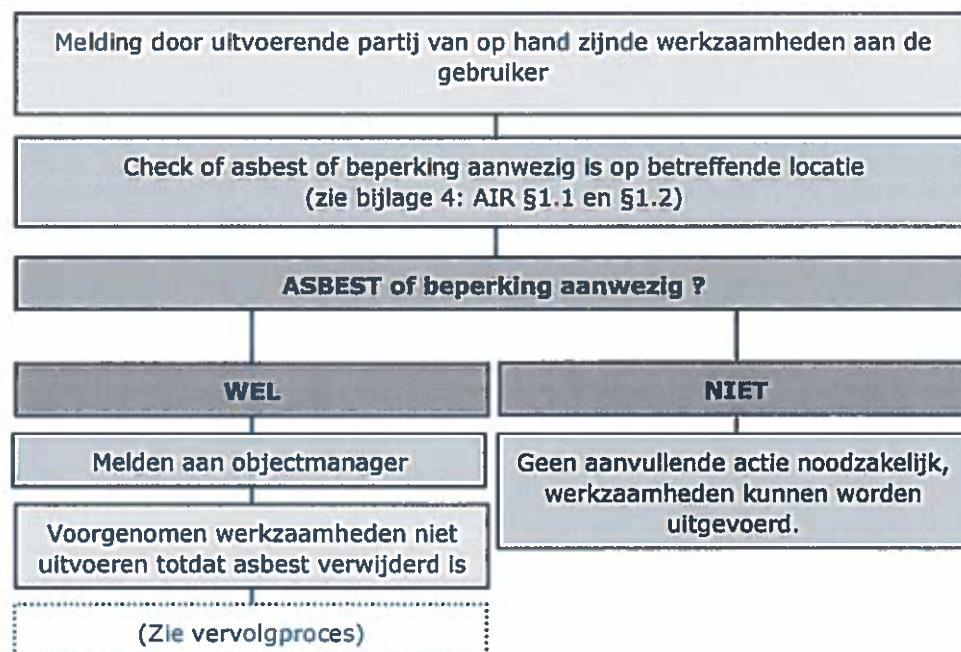 Melding door uitvoerende partij van op hand zijnde werkzaamheden aan de
gebruiker
Check of asbest of beperking aanwezig is op betreffende locatie
(zie bijlage 4: AIR §1.1 en §1.2)
ASBEST of beperking aanwezig ?
WEL
NIET
Melden aan objectmanager
Geen aanvullende actie noodzakelijk,
werkzaamheden kunnen worden
uitgevoerd.
Voorgenomen werkzaamheden niet
uitvoeren totdat asbest verwijderd is
(Zie vervolgproces)